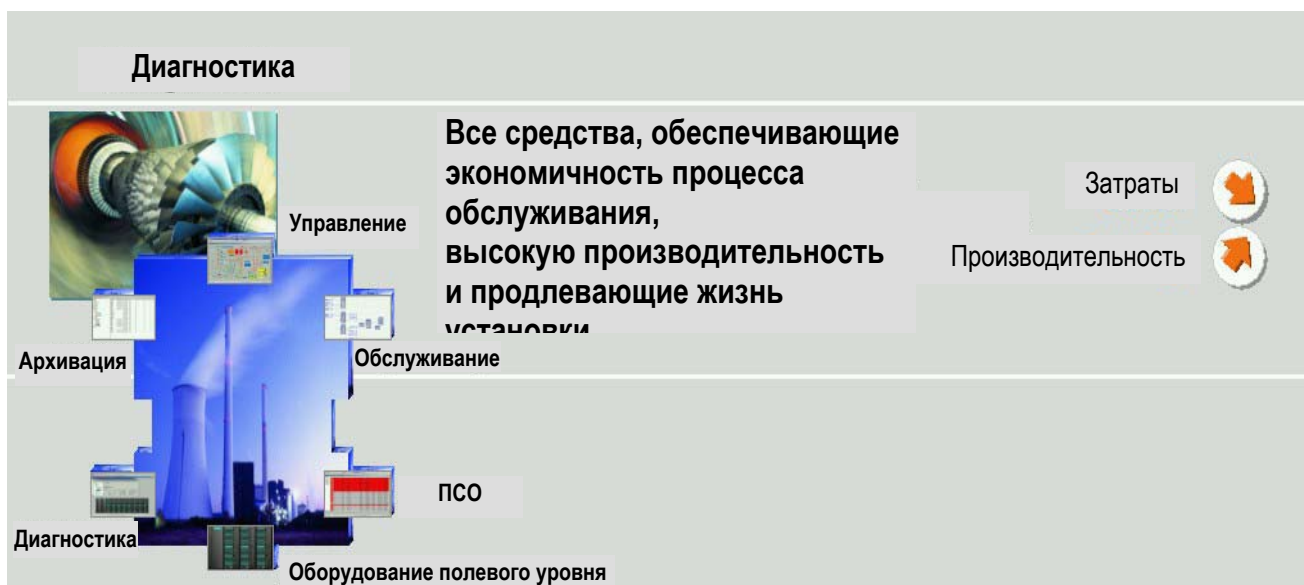 Диагностика
Все средства, обеспечивающие
экономичность процесса
обслуживания,
высокую производительность
и продлевающие жизнь
установки
Затраты
Производительность
Управление
Архивация
Обслуживание
ПСО
Диагностика
Оборудование полевого уровня